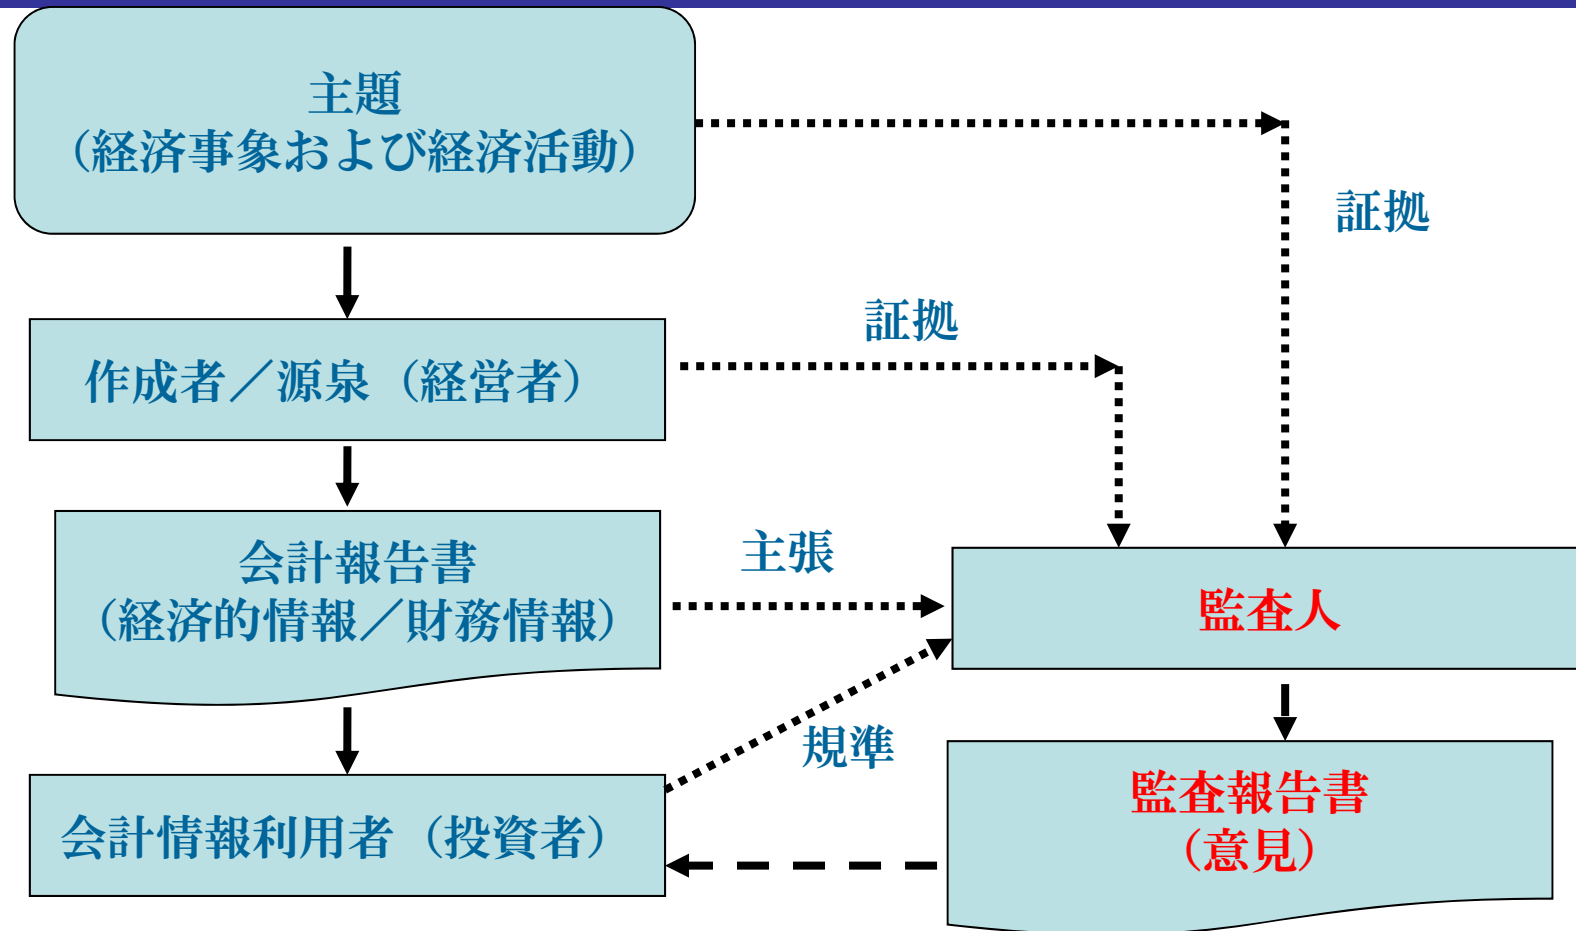 主題
（経済事象および経済活動）
証拠
証拠
作成者／源泉（経営者）
会計報告書
（経済的情報／財務情報）
主張
監査人
規準
会計情報利用者（投資者）
監査報告書
（意見）